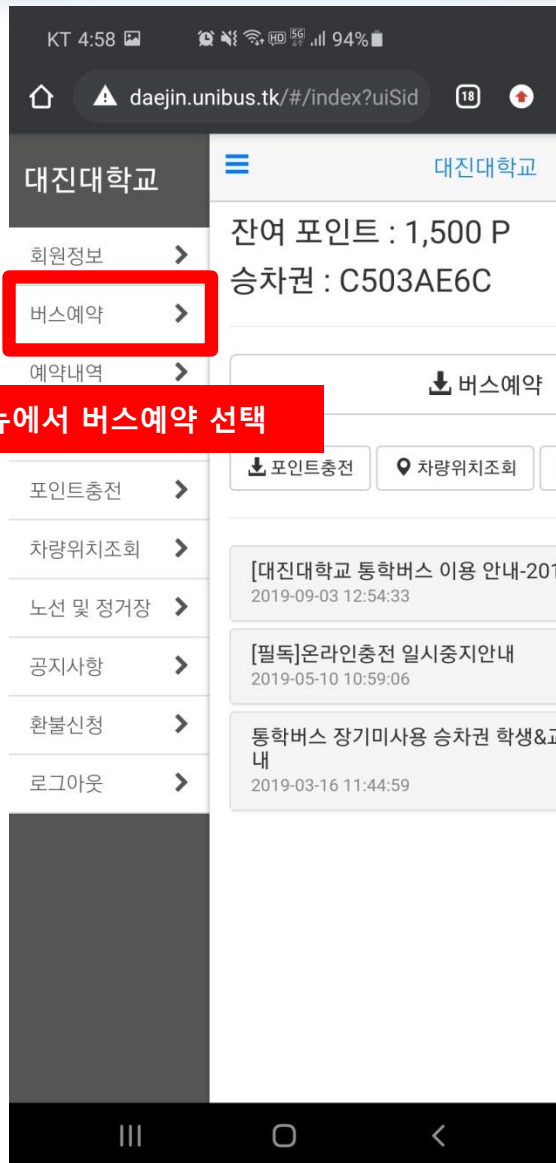 KT 4:58 94%
daejin.unibus.tk/#/index?uiSid 18
대진대학교
대진대학교
회원정보
버스예약
예약내역
에서 버스예약 선택
포인트충전
차량위치조회
노선 및 정거장
공지사항
환불신청
로그아웃
잔여 포인트 : 1,500 P
승차권 : C503AE6C
버스예약
포인트충전 차량위치조회
[대진대학교 통학버스 이용 안내-201
2019-09-03 12:54:33
[필독]온라인충전 일시중지안내
2019-05-10 10:59:06
통학버스 장기미사용 승차권 학생&
내
2019-03-16 11:44:59